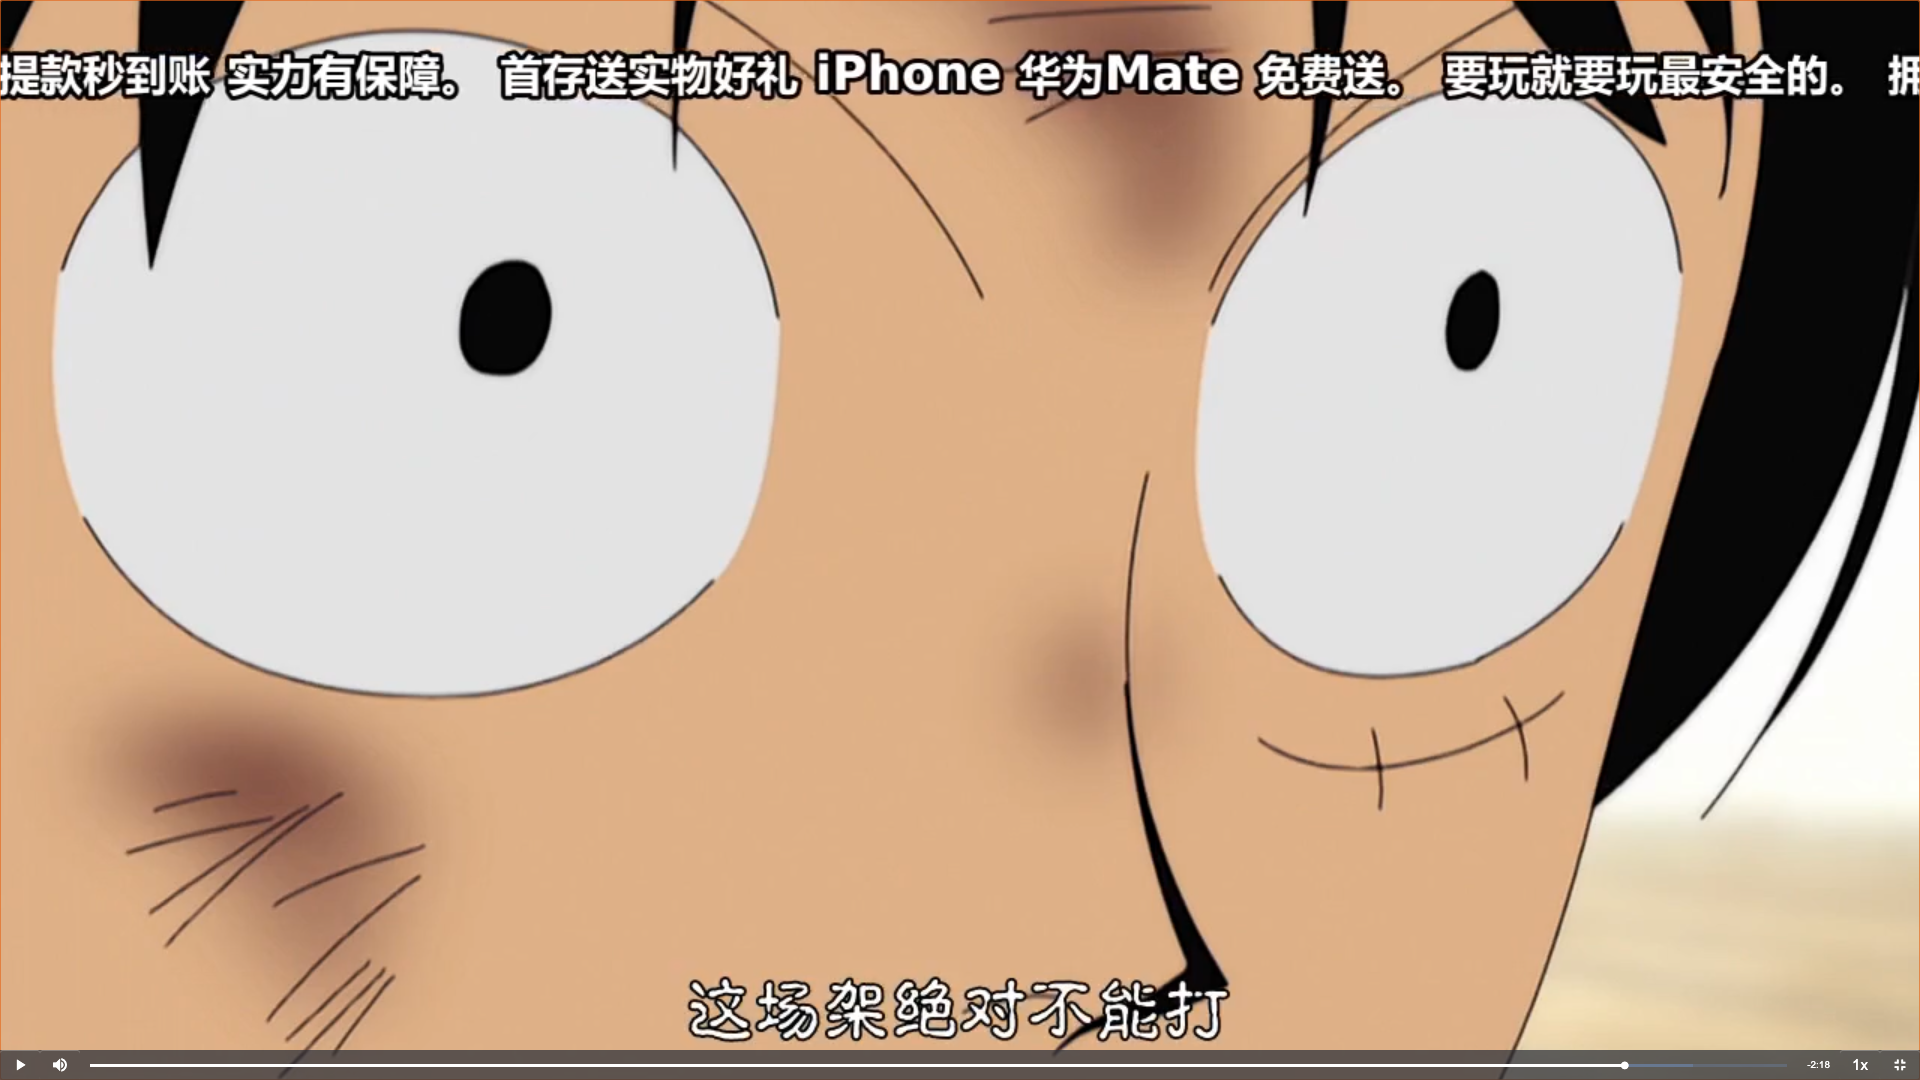 提款秒到账 实力有保障。 首存送实物好礼 iPhone 华为Mate 免费送。 要玩就要玩最安全的。 拥
这场架绝对不能打
-2:18 1x